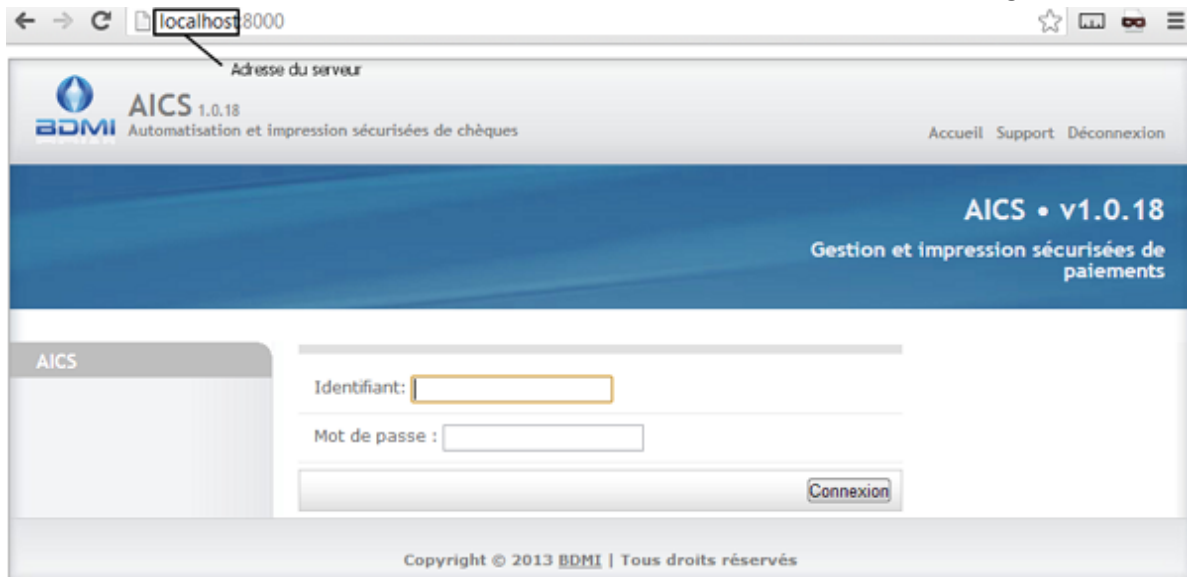 localhost:8000
Adresse du serveur
BDMI
AICS 1.0.18
Automatisation et impression sécurisées de chèques
Accueil Support Déconnexion
AICS • v1.0.18
Gestion et impression sécurisées de
paiements
AICS
Identifiant:
Mot de passe :
Connexion
Copyright © 2013 BDMI | Tous droits réservés